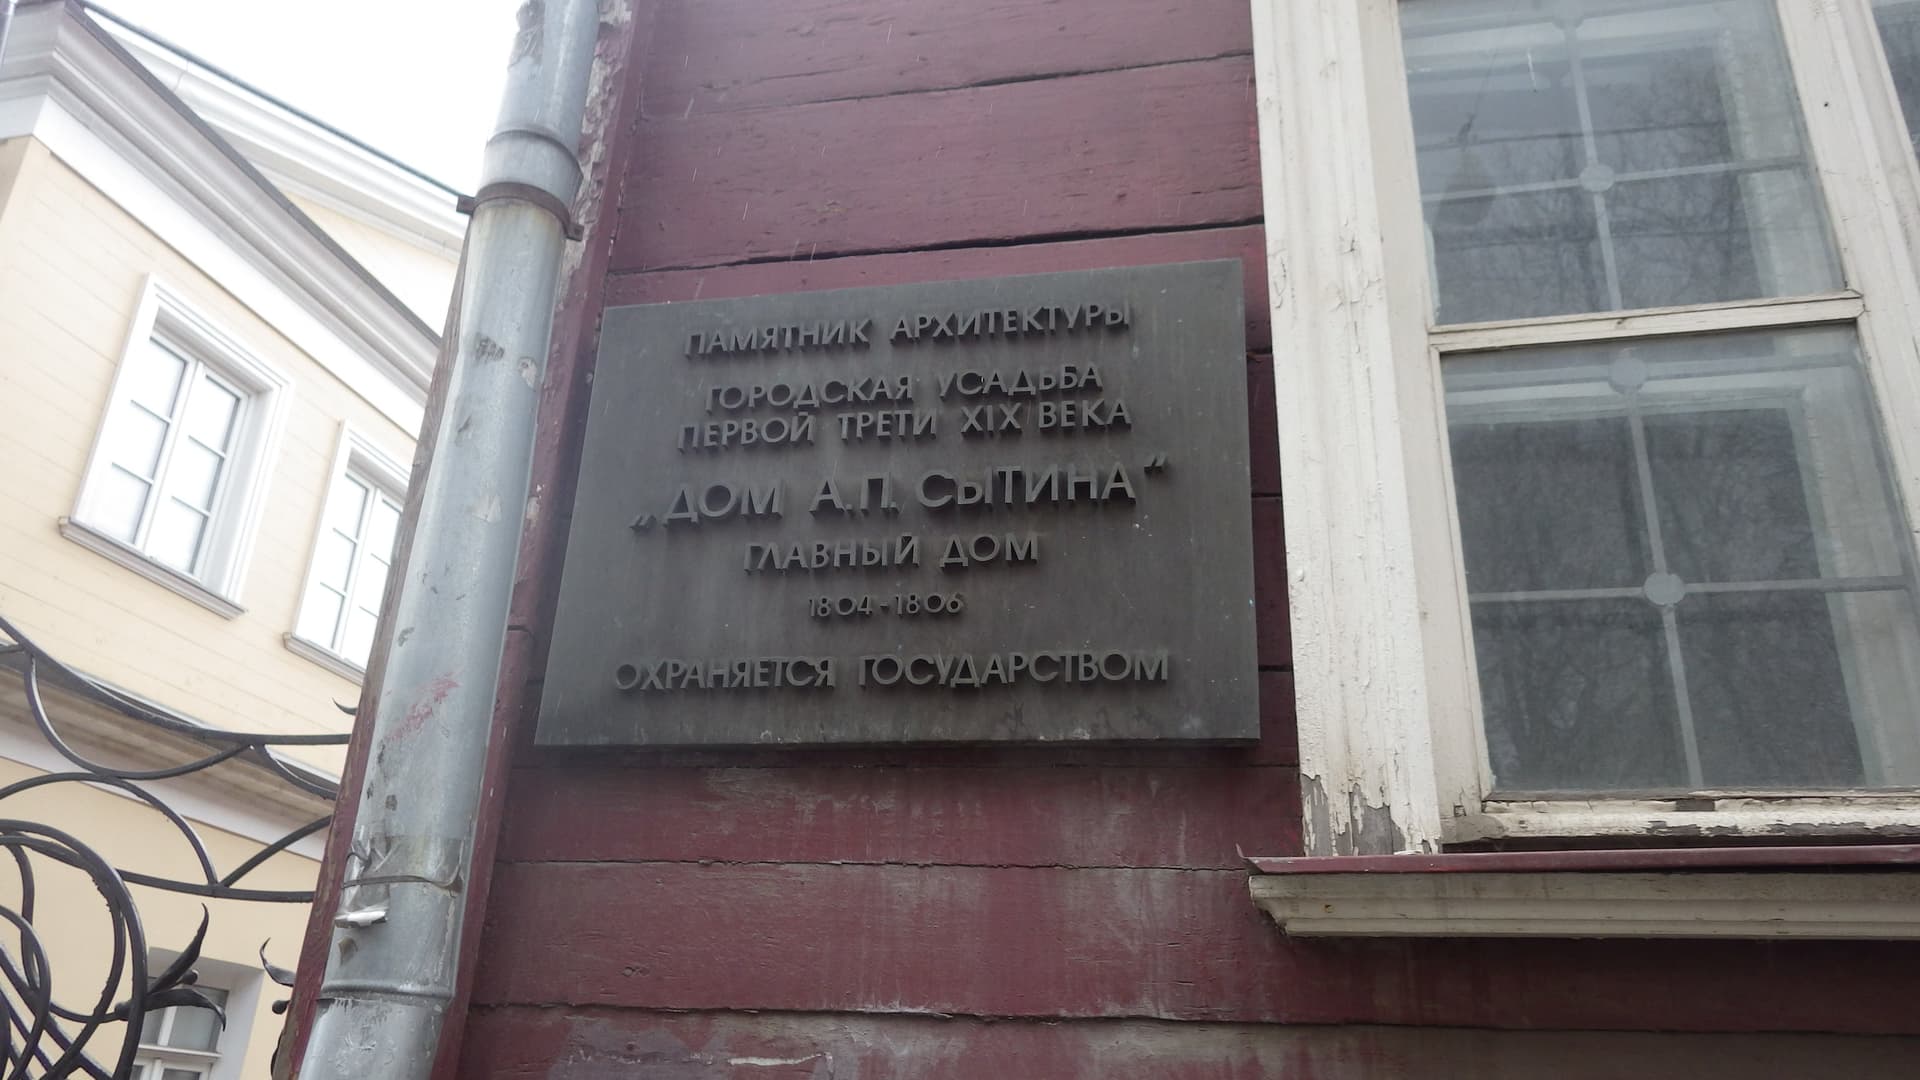 ПАМЯТНИК АРХИТЕКТУРЫ
ГОРОДСКАЯ УСАДЬБА
ПЕРВОЙ ТРЕТИ XIX ВЕКА
„ДОМ А.П. СЫТИНА”
ГЛАВНЫЙ ДОМ
1804-1806
ОХРАНЯЕТСЯ ГОСУДАРСТВОМ